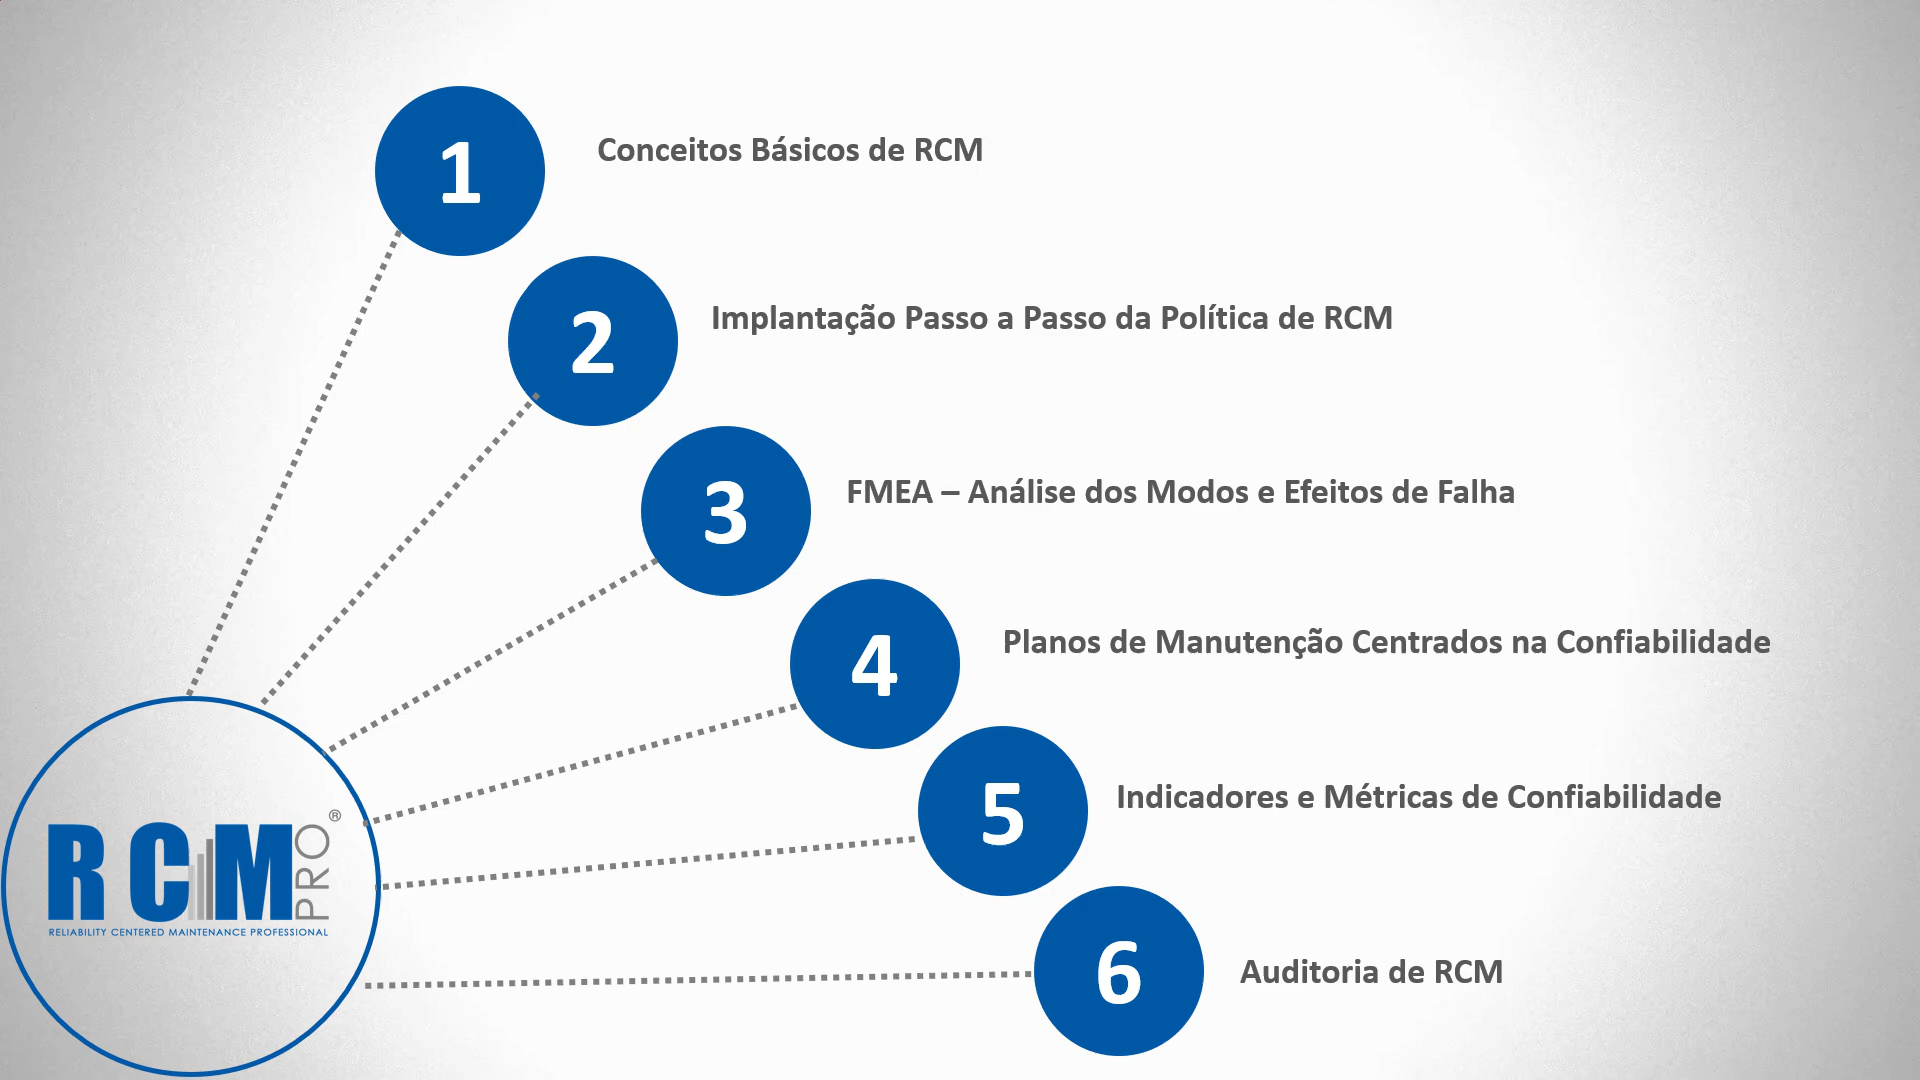 1
Conceitos Básicos de RCM
2
Implantação Passo a Passo da Política de RCM
3
FMEA – Análise dos Modos e Efeitos de Falha
4
Planos de Manutenção Centrados na Confiabilidade
5
Indicadores e Métricas de Confiabilidade
6
Auditoria de RCM
RCM PRO®
RELIABILITY CENTERED MAINTENANCE PROFESSIONAL